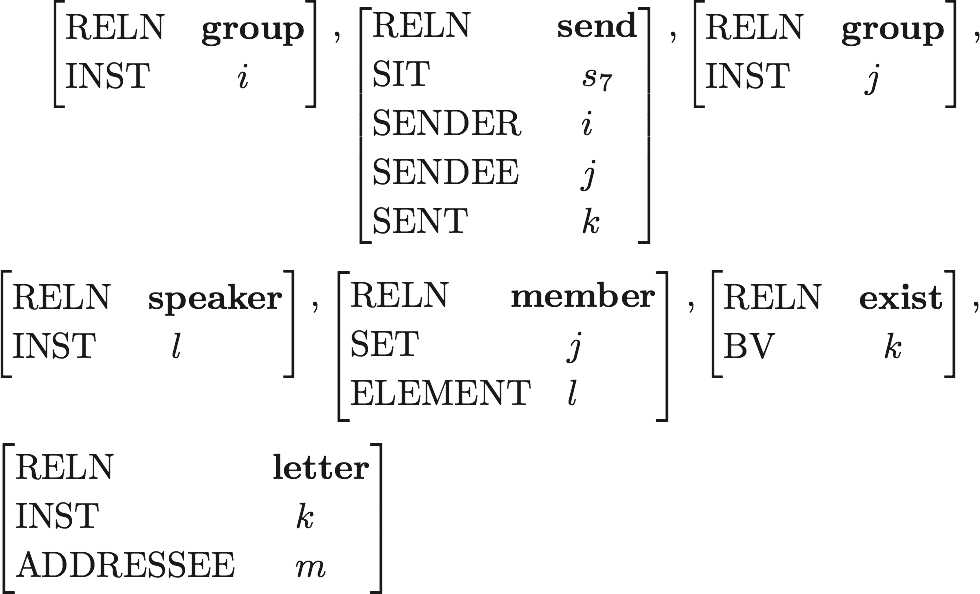 [RELN group INST i] , [RELN send SIT s₇ SENDER i SENDEE j SENT k] , [RELN group INST j] ,
[RELN speaker INST l] , [RELN member SET j ELEMENT l] , [RELN exist BV k] ,
[RELN letter INST k ADDRESSEE m]